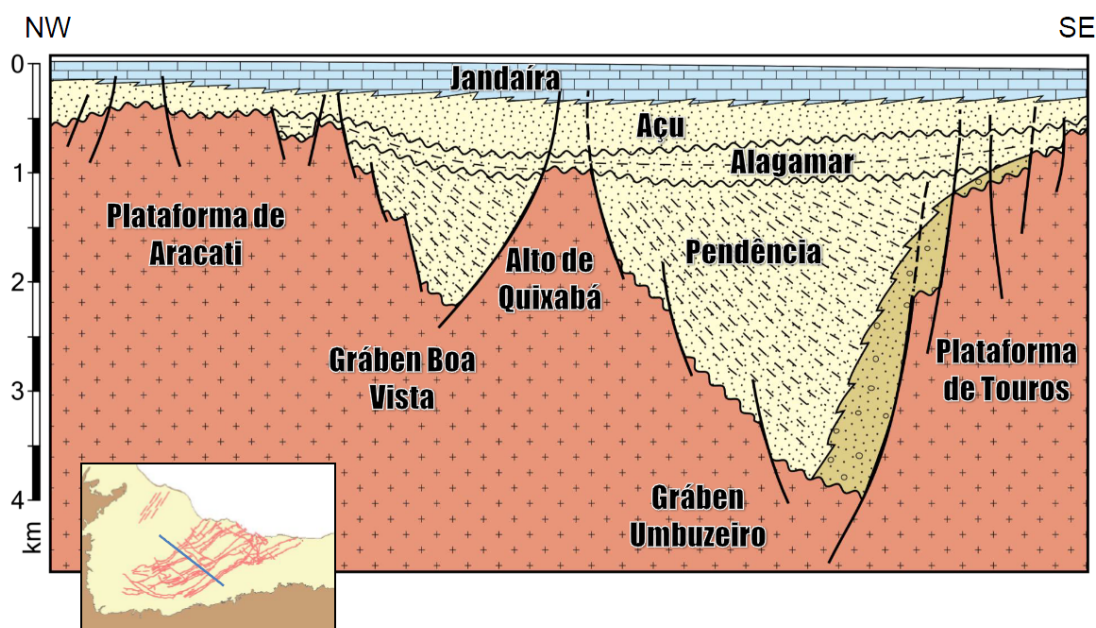 NW
SE
0
1
2
3
4
km
Jandaíra
Açu
Alagamar
Plataforma de
Aracati
Alto de
Quixabá
Pendência
Gráben Boa
Vista
Plataforma
de Touros
Gráben
Umbuzeiro